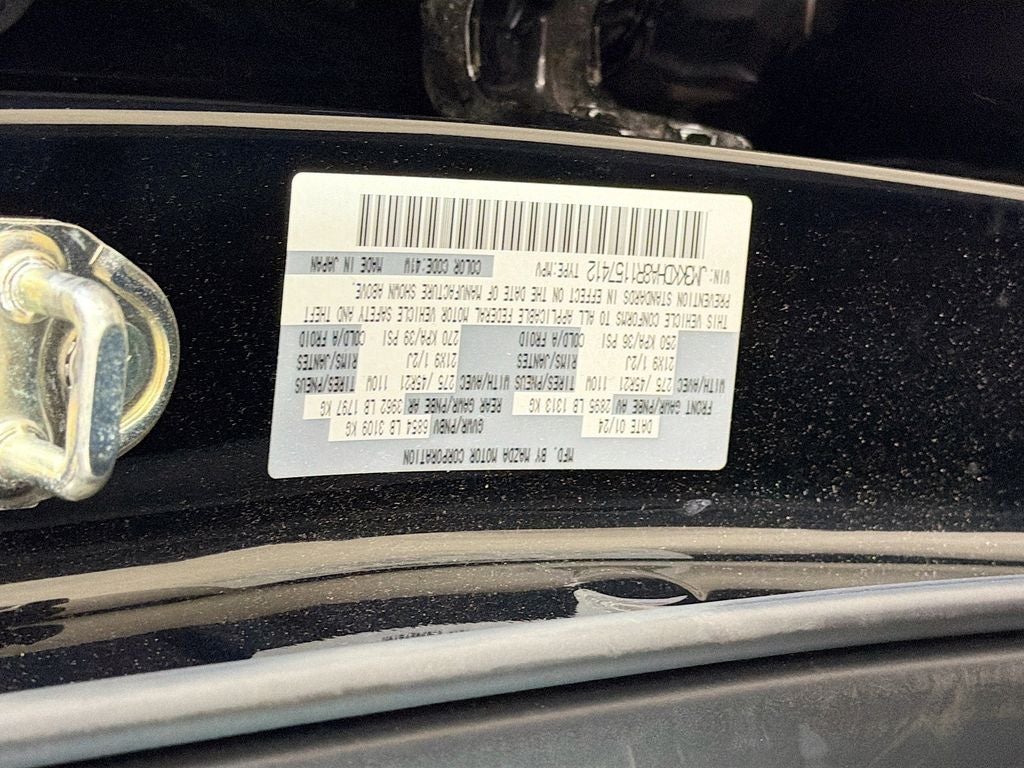 MFD. BY MAZDA MOTOR CORPORATION
DATE 01/24 GVWR/PNBV 6854 LB 3109 KG
FRONT GAWR/PNBE AV 2895 LB 1313 KG REAR GAWR/PNBE AR 3962 LB 1797 KG
WITH/AVEC 275 /45R21 110W TIRES/PNEUS WITH/AVEC 275 /45R21 110W TIRES/PNEUS
21X9 1/2J RIMS/JANTES 21X9 1/2J RIMS/JANTES
250 KPA/36 PSI COLD/A FROID 270 KPA/39 PSI COLD/A FROID
THIS VEHICLE CONFORMS TO ALL APPLICABLE FEDERAL MOTOR VEHICLE SAFETY AND THEFT
PREVENTION STANDARDS IN EFFECT ON THE DATE OF MANUFACTURE SHOWN ABOVE.
VIN: JM3KKDHA8R1157412 TYPE:MPV COLOR CODE:41W MADE IN JAPAN